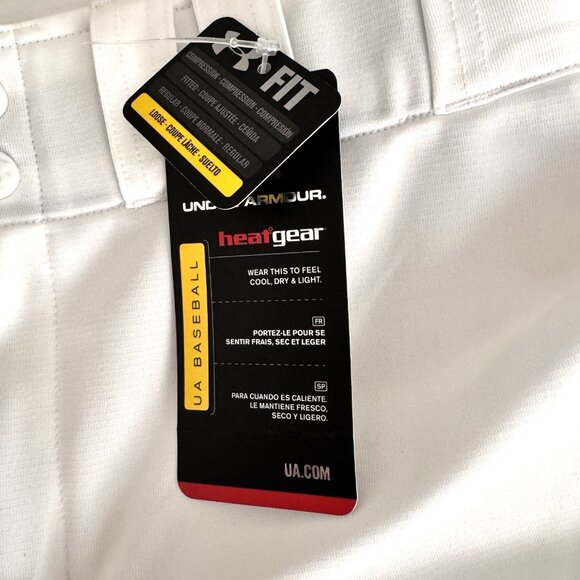 FIT
COMPRESSION · COMPRESSION · COMPRESIÓN
FITTED · COUPE AJUSTÉE · CEÑIDA
REGULAR · COUPE NORMALE · REGULAR
LOOSE · COUPE LÂCHE · SUELTO
UNDER ARMOUR.
heatgear
UA BASEBALL
WEAR THIS TO FEEL
COOL, DRY & LIGHT.
FR
PORTEZ-LE POUR SE
SENTIR FRAIS, SEC ET LEGER
SP
PARA CUANDO ES CALIENTE.
LE MANTIENE FRESCO,
SECO Y LIGERO.
UA.COM